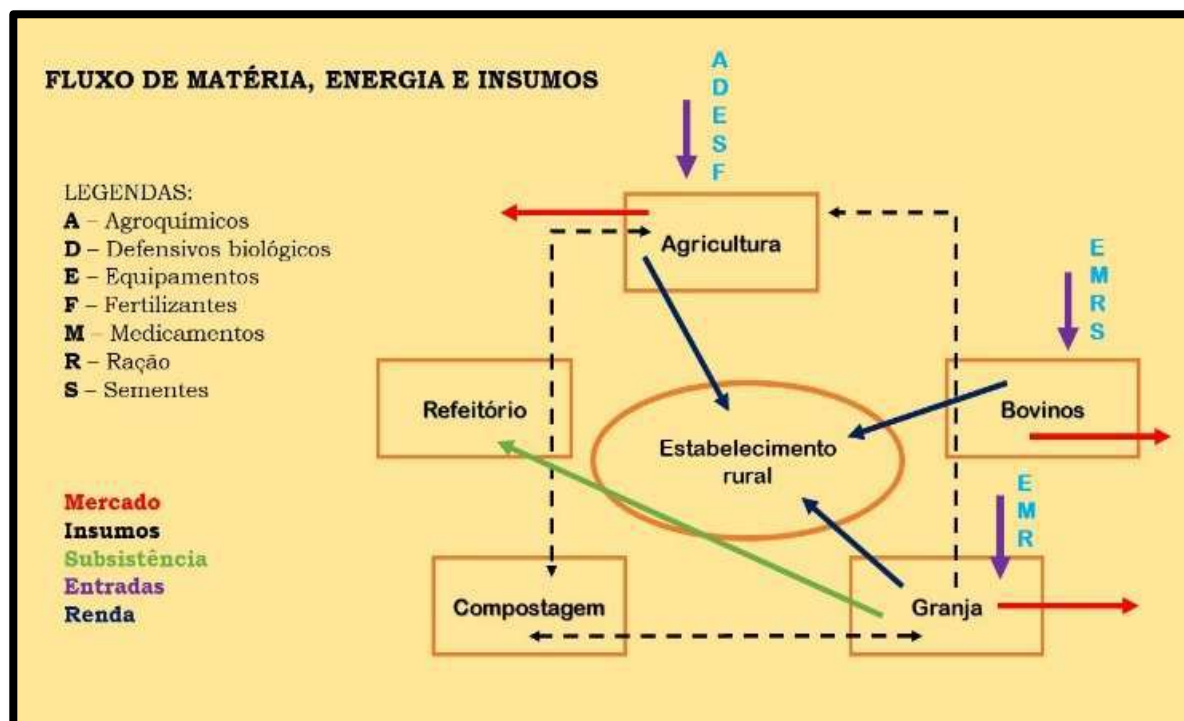 FLUXO DE MATÉRIA, ENERGIA E INSUMOS
LEGENDAS:
A – Agroquímicos
D – Defensivos biológicos
E – Equipamentos
F – Fertilizantes
M – Medicamentos
R – Ração
S – Sementes
Mercado
Insumos
Subsistência
Entradas
Renda
A
D
E
S
F
Agricultura
E
M
R
S
Bovinos
Refeitório
Estabelecimento
rural
E
M
R
Compostagem
Granja